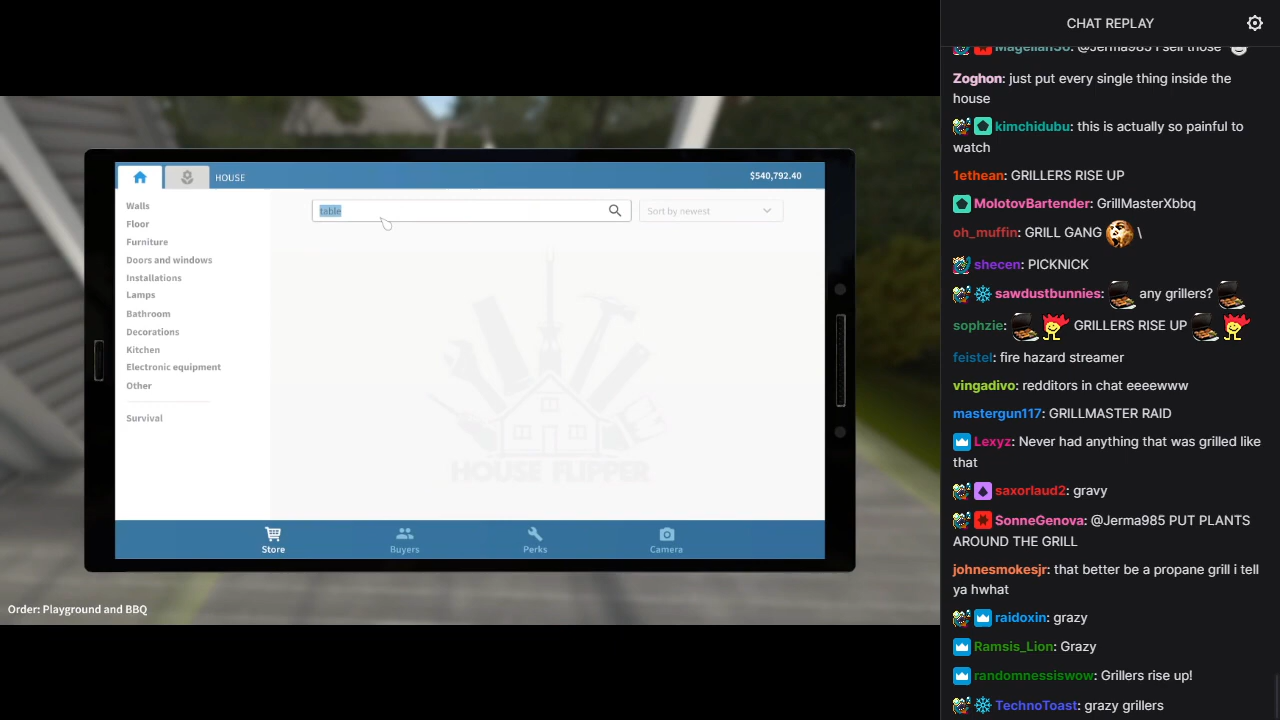 HOUSE
$540,792.40
Walls
Floor
Furniture
Doors and windows
Installations
Lamps
Bathroom
Decorations
Kitchen
Electronic equipment
Other
Survival
table
Sort by newest
HOUSE FLIPPER
Store
Buyers
Perks
Camera
Order: Playground and BBQ
CHAT REPLAY
Magellan36: @Jerma985 I sell those
Zoghon: just put every single thing inside the
house
kimchidubu: this is actually so painful to
watch
1ethean: GRILLERS RISE UP
MolotovBartender: GrillMasterXbbq
oh_muffin: GRILL GANG \
shecen: PICKNICK
sawdustbunnies: any grillers?
sophzie: GRILLERS RISE UP
feistel: fire hazard streamer
vingadivo: redditors in chat eeeewww
mastergun117: GRILLMASTER RAID
Lexyz: Never had anything that was grilled like
that
saxorlaud2: gravy
SonneGenova: @Jerma985 PUT PLANTS
AROUND THE GRILL
johnesmokesjr: that better be a propane grill i tell
ya hwhat
raidoxin: grazy
Ramsis_Lion: Grazy
randomnessiswow: Grillers rise up!
TechnoToast: grazy grillers